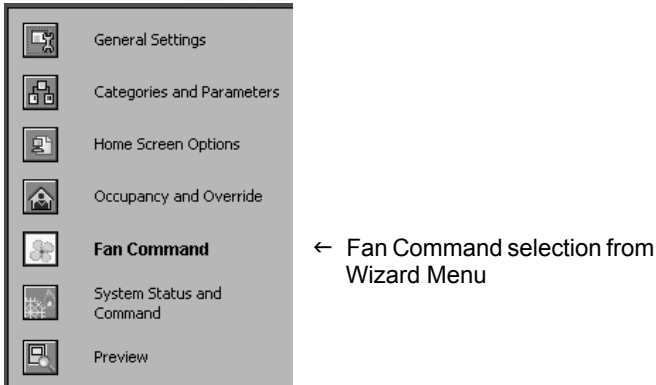 General Settings
Categories and Parameters
Home Screen Options
Occupancy and Override
Fan Command
← Fan Command selection from
Wizard Menu
System Status and
Command
Preview